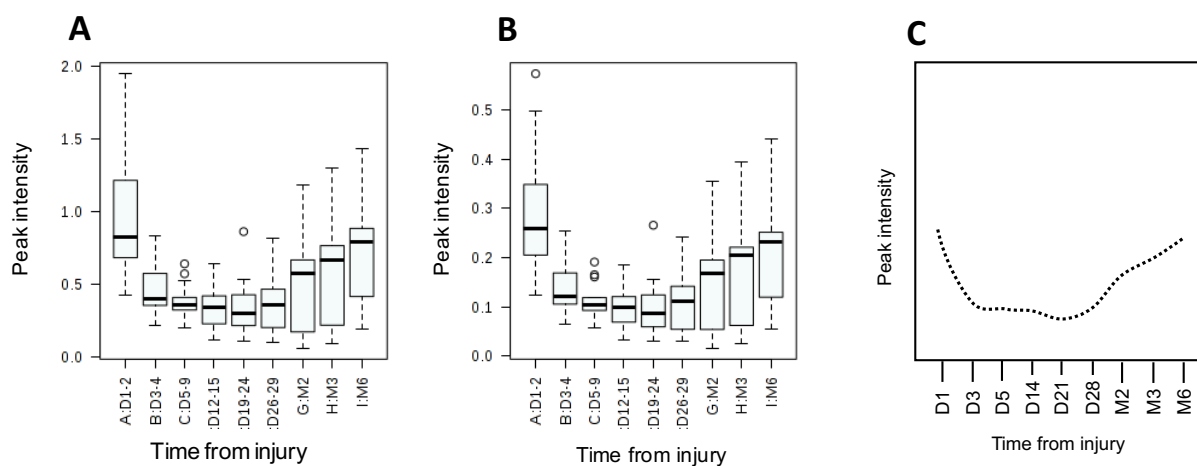 A
Peak intensity
2.0
1.5
1.0
0.5
0.0
A:D1-2
B:D3-4
C:D5-9
:D12-15
:D19-24
:D26-29
G:M2
H:M3
I:M6
Time from injury
B
Peak intensity
0.5
0.4
0.3
0.2
0.1
0.0
A:D1-2
B:D3-4
C:D5-9
:D12-15
:D19-24
:D26-29
G:M2
H:M3
I:M6
Time from injury
C
Peak intensity
D1
D3
D5
D14
D21
D28
M2
M3
M6
Time from injury